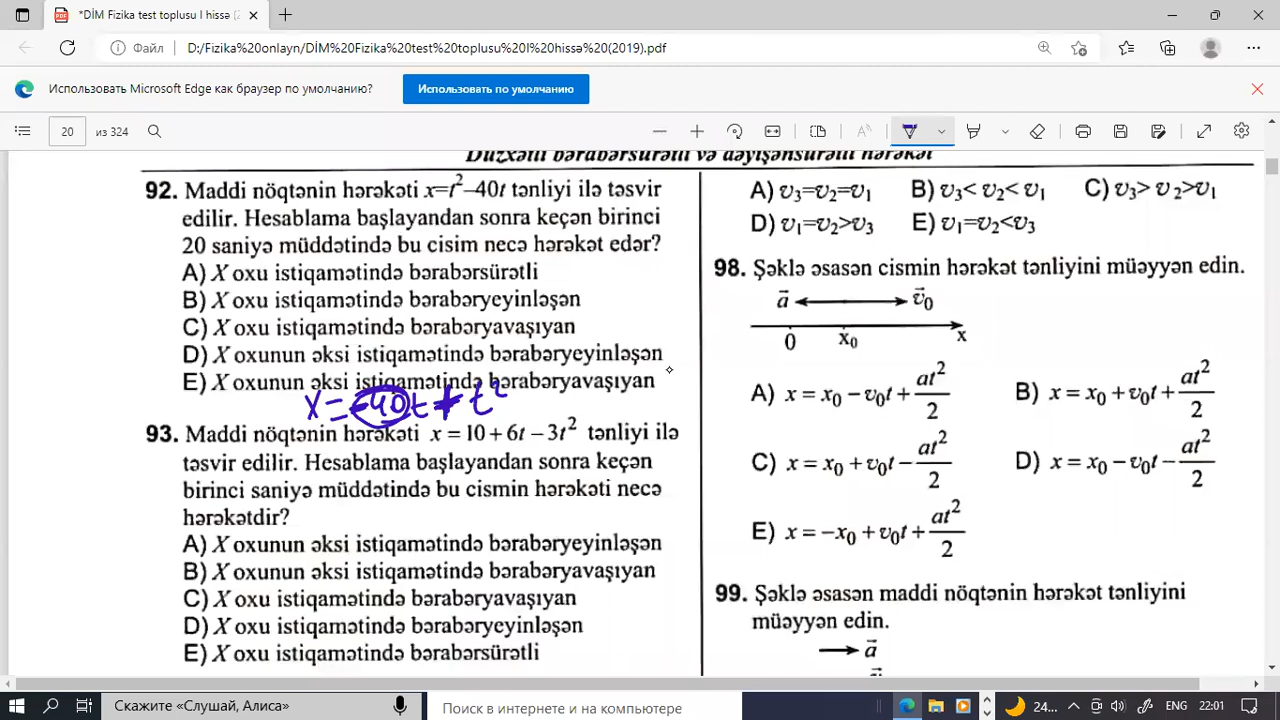 *DİM Fizika test toplusu I hissə (2
Файл
D:/Fizika%20onlayn/DİM%20Fizika%20test%20toplusu%20I%20hissə%20(2019).pdf
Использовать Microsoft Edge как браузер по умолчанию?
Использовать по умолчанию
20 из 324
Düzxətli bərabərsürətli və dəyişənsürətli hərəkət
92. Maddi nöqtənin hərəkəti x=t²–40t tənliyi ilə təsvir
edilir. Hesablama başlayandan sonra keçən birinci
20 saniyə müddətində bu cisim necə hərəkət edər?
A) X oxu istiqamətində bərabərsürətli
B) X oxu istiqamətində bərabəryeyinləşən
C) X oxu istiqamətində bərabəryavaşıyan
D) X oxunun əksi istiqamətində bərabəryeyinləşən
E) X oxunun əksi istiqamətində bərabəryavaşıyan
x = -40t + t²
93. Maddi nöqtənin hərəkəti x = 10 + 6t – 3t² tənliyi ilə
təsvir edilir. Hesablama başlayandan sonra keçən
birinci saniyə müddətində bu cismin hərəkəti necə
hərəkətdir?
A) X oxunun əksi istiqamətində bərabəryeyinləşən
B) X oxunun əksi istiqamətində bərabəryavaşıyan
C) X oxu istiqamətində bərabəryavaşıyan
D) X oxu istiqamətində bərabəryeyinləşən
E) X oxu istiqamətində bərabərsürətli
A) υ₃=υ₂=υ₁ B) υ₃< υ₂< υ₁ C) υ₃> υ₂>υ₁
D) υ₁=υ₂>υ₃ E) υ₁=υ₂<υ₃
98. Şəklə əsasən cismin hərəkət tənliyini müəyyən edin.
a⃗ υ⃗₀
0 x₀ x
A) x = x₀ – υ₀t + at²/2 B) x = x₀ + υ₀t + at²/2
C) x = x₀ + υ₀t – at²/2 D) x = x₀ – υ₀t – at²/2
E) x = –x₀ + υ₀t + at²/2
99. Şəklə əsasən maddi nöqtənin hərəkət tənliyini
müəyyən edin.
a⃗
Скажите «Слушай, Алиса»
Поиск в интернете и на компьютере
24...
ENG
22:01